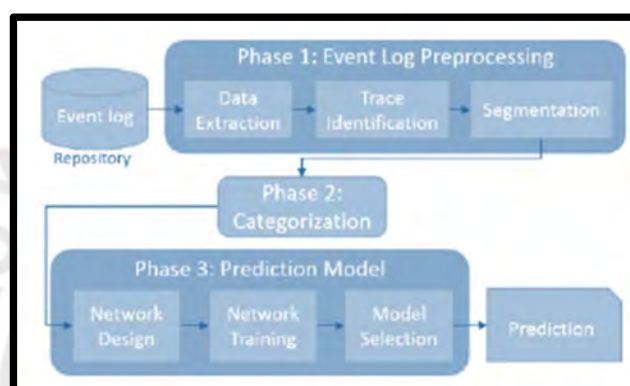 Phase 1: Event Log Preprocessing
Event log
Repository
Data
Extraction
Trace
Identification
Segmentation
Phase 2:
Categorization
Phase 3: Prediction Model
Network
Design
Network
Training
Model
Selection
Prediction